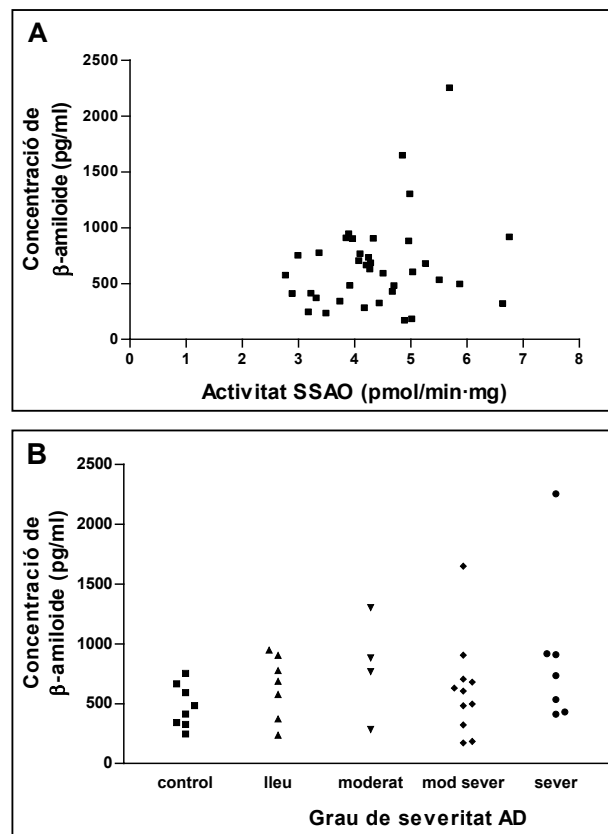 A
Concentració de
β-amiloide (pg/ml)
2500
2000
1500
1000
500
0
0 1 2 3 4 5 6 7 8
Activitat SSAO (pmol/min·mg)
B
Concentració de
β-amiloide (pg/ml)
2500
2000
1500
1000
500
0
control lleu moderat mod sever sever
Grau de severitat AD